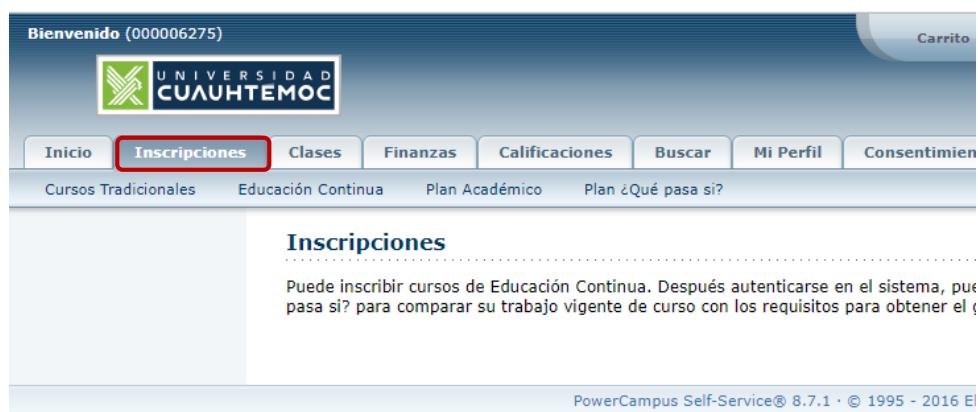 Bienvenido (000006275)
Carrito
UNIVERSIDAD
CUAUHTEMOC
Inicio Inscripciones Clases Finanzas Calificaciones Buscar Mi Perfil Consentimien
Cursos Tradicionales Educación Continua Plan Académico Plan ¿Qué pasa si?
Inscripciones
Puede inscribir cursos de Educación Continua. Después autenticarse en el sistema, pue
pasa si? para comparar su trabajo vigente de curso con los requisitos para obtener el g
PowerCampus Self-Service® 8.7.1 · © 1995 - 2016 El